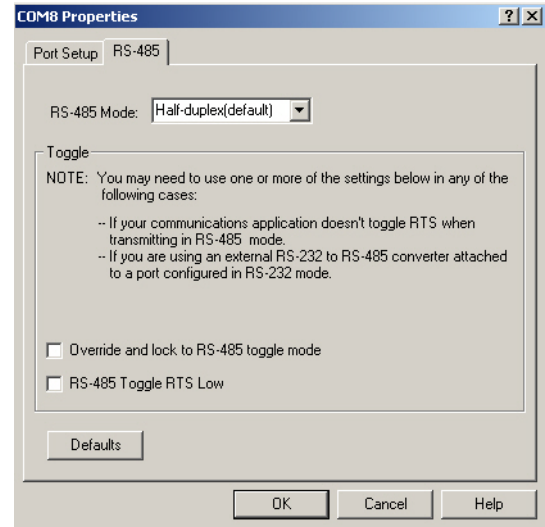 COM8 Properties
Port Setup
RS-485
RS-485 Mode: Half-duplex(default)
Toggle
NOTE: You may need to use one or more of the settings below in any of the
following cases:
-- If your communications application doesn't toggle RTS when
transmitting in RS-485 mode.
-- If you are using an external RS-232 to RS-485 converter attached
to a port configured in RS-232 mode.
Override and lock to RS-485 toggle mode
RS-485 Toggle RTS Low
Defaults
OK Cancel Help